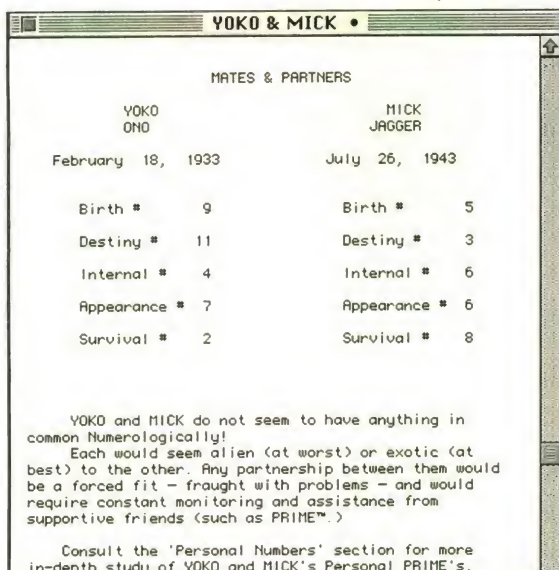 YOKO & MICK •
MATES & PARTNERS
YOKO MICK
ONO JAGGER
February 18, 1933 July 26, 1943
Birth # 9 Birth # 5
Destiny # 11 Destiny # 3
Internal # 4 Internal # 6
Appearance # 7 Appearance # 6
Survival # 2 Survival # 8
YOKO and MICK do not seem to have anything in
common Numerologically!
Each would seem alien (at worst) or exotic (at
best) to the other. Any partnership between them would
be a forced fit – fraught with problems – and would
require constant monitoring and assistance from
supportive friends (such as PRIME™.)
Consult the 'Personal Numbers' section for more
in-depth study of YOKO and MICK's Personal PRIME's.